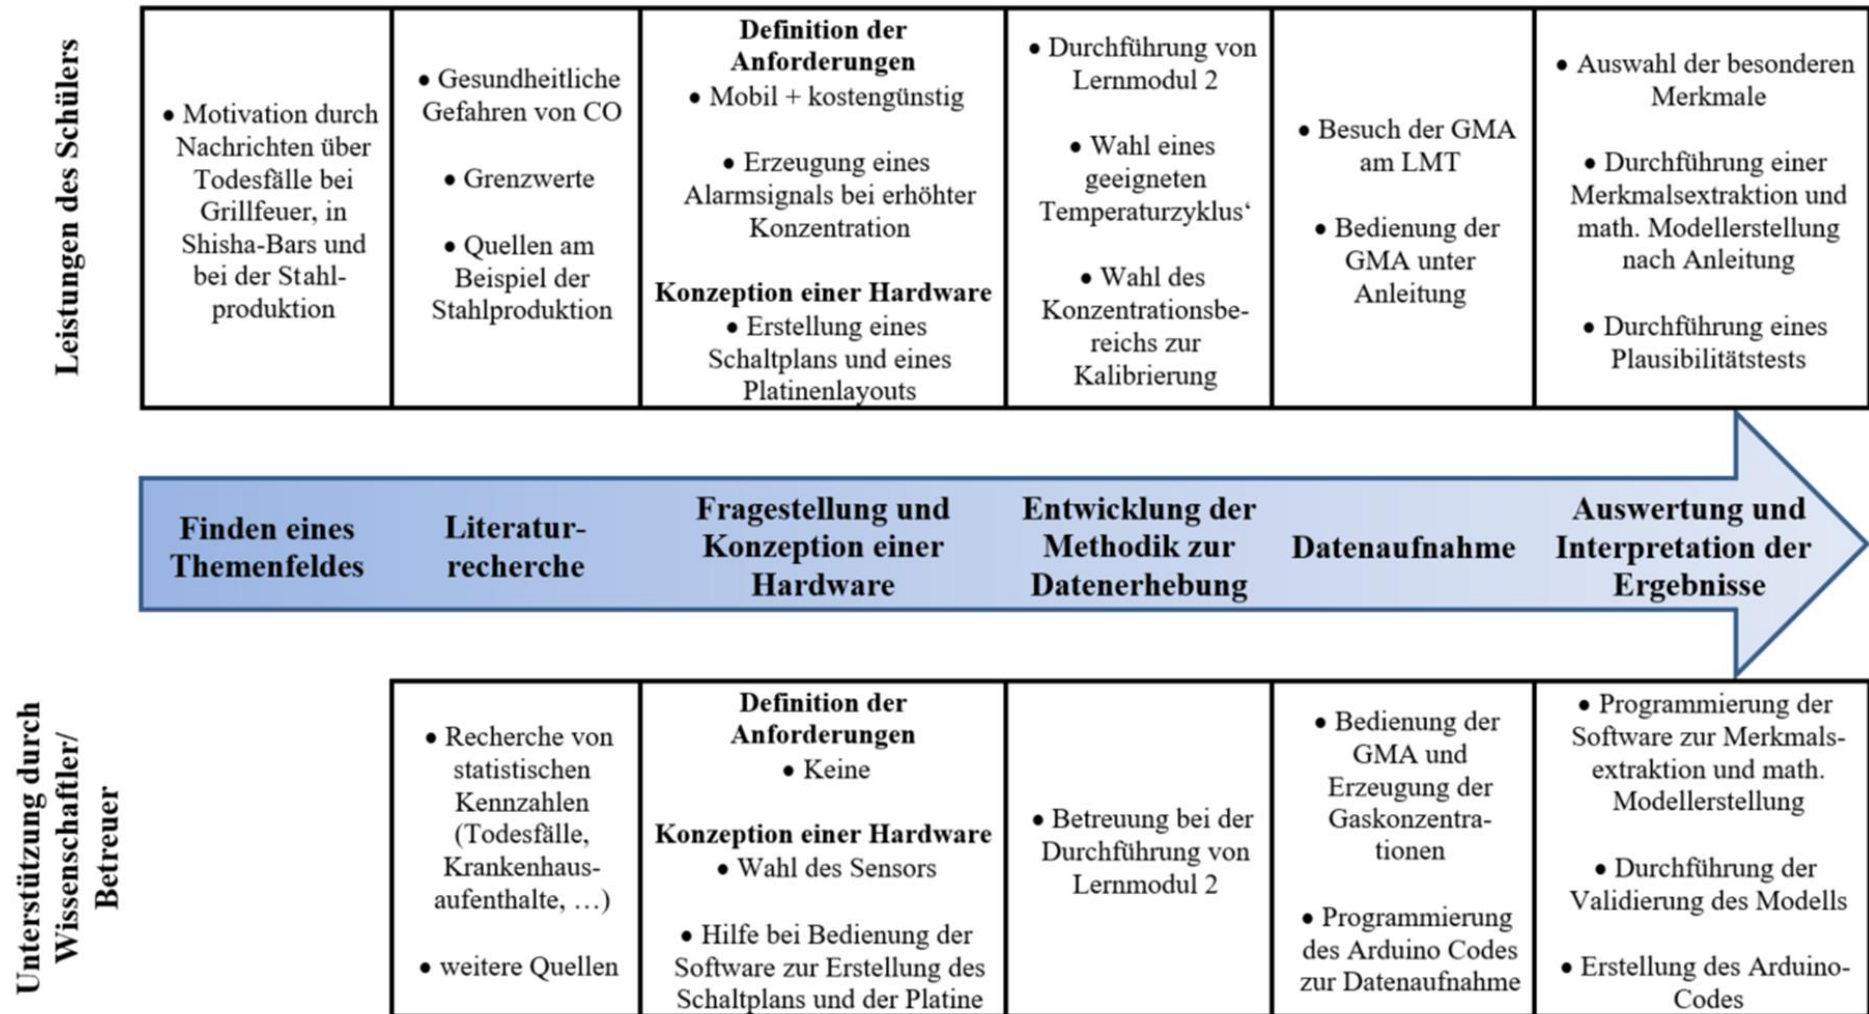 Leistungen des Schülers
• Motivation durch
Nachrichten über
Todesfälle bei
Grillfeuer, in
Shisha-Bars und
bei der Stahl-
produktion
• Gesundheitliche
Gefahren von CO
• Grenzwerte
• Quellen am
Beispiel der
Stahlproduktion
Definition der
Anforderungen
• Mobil + kostengünstig
• Erzeugung eines
Alarmsignals bei erhöhter
Konzentration
Konzeption einer Hardware
• Erstellung eines
Schaltplans und eines
Platinenlayouts
• Durchführung von
Lernmodul 2
• Wahl eines
geeigneten
Temperaturzyklus‘
• Wahl des
Konzentrationsbe-
reichs zur
Kalibrierung
• Besuch der GMA
am LMT
• Bedienung der
GMA unter
Anleitung
• Auswahl der besonderen
Merkmale
• Durchführung einer
Merkmalsextraktion und
math. Modellerstellung
nach Anleitung
• Durchführung eines
Plausibilitätstests
Finden eines
Themenfeldes
Literatur-
recherche
Fragestellung und
Konzeption einer
Hardware
Entwicklung der
Methodik zur
Datenerhebung
Datenaufnahme
Auswertung und
Interpretation der
Ergebnisse
Unterstützung durch
Wissenschaftler/
Betreuer
• Recherche von
statistischen
Kennzahlen
(Todesfälle,
Krankenhaus-
aufenthalte, …)
• weitere Quellen
Definition der
Anforderungen
• Keine
Konzeption einer Hardware
• Wahl des Sensors
• Hilfe bei Bedienung der
Software zur Erstellung des
Schaltplans und der Platine
• Betreuung bei der
Durchführung von
Lernmodul 2
• Bedienung der
GMA und
Erzeugung der
Gaskonzentra-
tionen
• Programmierung
des Arduino Codes
zur Datenaufnahme
• Programmierung der
Software zur Merkmals-
extraktion und math.
Modellerstellung
• Durchführung der
Validierung des Modells
• Erstellung des Arduino-
Codes